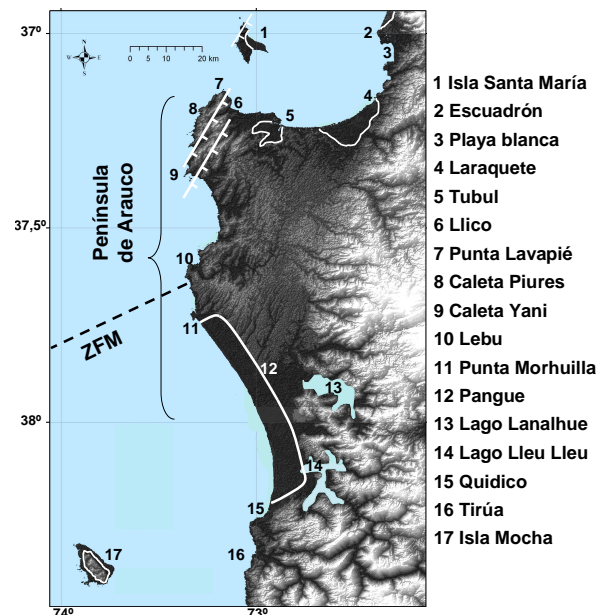 37º
N
W E
S
0 5 10 20 km
1
2
3
4
5
6
7
8
9
Península
de Arauco
37,5º
10
ZFM
11
12
13
38º
14
15
16
17
74º
73º
1 Isla Santa María
2 Escuadrón
3 Playa blanca
4 Laraquete
5 Tubul
6 Llico
7 Punta Lavapié
8 Caleta Piures
9 Caleta Yani
10 Lebu
11 Punta Morhuilla
12 Pangue
13 Lago Lanalhue
14 Lago Lleu Lleu
15 Quidico
16 Tirúa
17 Isla Mocha